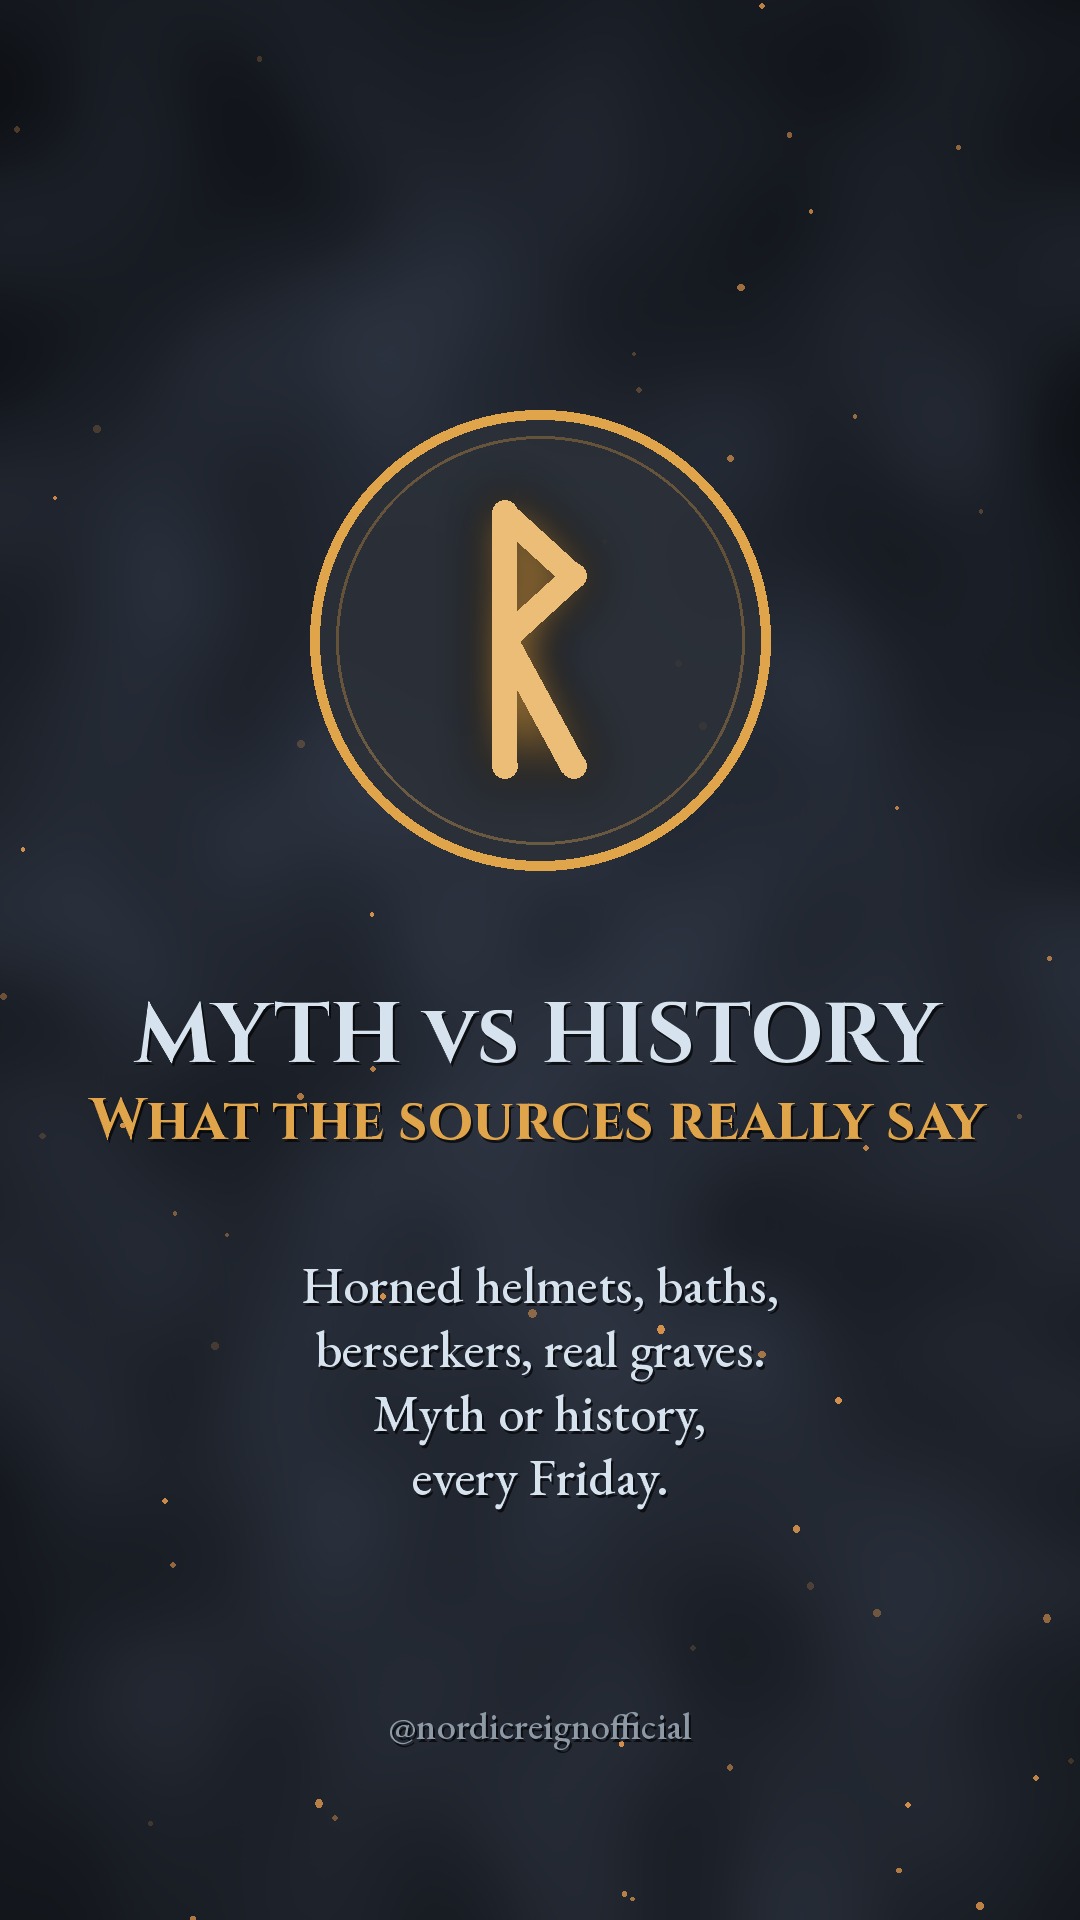 ᚱ
MYTH vs HISTORY
What the sources really say
Horned helmets, baths,
berserkers, real graves.
Myth or history,
every Friday.
@nordicreignofficial